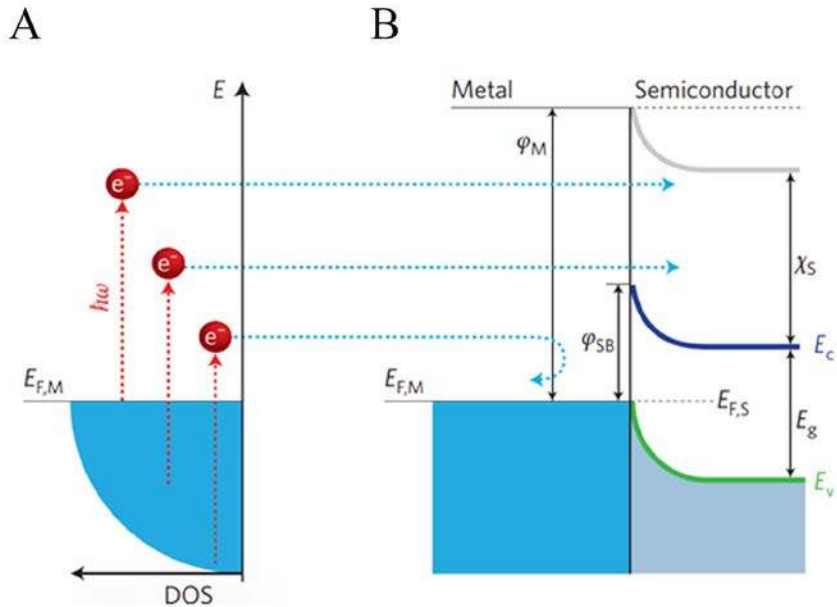 A
B
E
Metal
Semiconductor
φM
e⁻
e⁻
e⁻
ħω
χS
φSB
Ec
EF,M
EF,M
EF,S
Eg
Ev
DOS